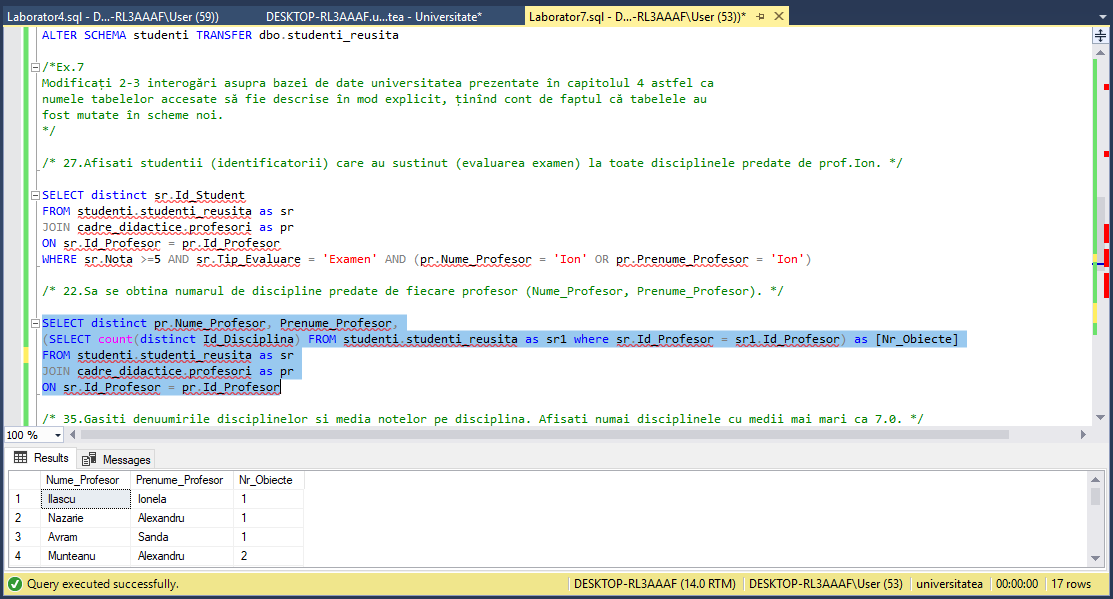 Laborator4.sql - D...-RL3AAAF\User (59)) DESKTOP-RL3AAAF.u...tea - Universitate* Laborator7.sql - D...-RL3AAAF\User (53))*
ALTER SCHEMA studenti TRANSFER dbo.studenti_reusita
/*Ex.7
Modificați 2-3 interogări asupra bazei de date universitatea prezentate în capitolul 4 astfel ca
numele tabelelor accesate să fie descrise în mod explicit, ținînd cont de faptul că tabelele au
fost mutate în scheme noi.
*/
/* 27.Afisati studentii (identificatorii) care au sustinut (evaluarea examen) la toate disciplinele predate de prof.Ion. */
SELECT distinct sr.Id_Student
FROM studenti.studenti_reusita as sr
JOIN cadre_didactice.profesori as pr
ON sr.Id_Profesor = pr.Id_Profesor
WHERE sr.Nota >=5 AND sr.Tip_Evaluare = 'Examen' AND (pr.Nume_Profesor = 'Ion' OR pr.Prenume_Profesor = 'Ion')
/* 22.Sa se obtina numarul de discipline predate de fiecare profesor (Nume_Profesor, Prenume_Profesor). */
SELECT distinct pr.Nume_Profesor, Prenume_Profesor,
(SELECT count(distinct Id_Disciplina) FROM studenti.studenti_reusita as sr1 where sr.Id_Profesor = sr1.Id_Profesor) as [Nr_Obiecte]
FROM studenti.studenti_reusita as sr
JOIN cadre_didactice.profesori as pr
ON sr.Id_Profesor = pr.Id_Profesor
/* 35.Gasiti denuumirile disciplinelor si media notelor pe disciplina. Afisati numai disciplinele cu medii mai mari ca 7.0. */
100 %
Results Messages
Nume_Profesor Prenume_Profesor Nr_Obiecte
1 Ilascu Ionela 1
2 Nazarie Alexandru 1
3 Avram Sanda 1
4 Munteanu Alexandru 2
Query executed successfully. DESKTOP-RL3AAAF (14.0 RTM) DESKTOP-RL3AAAF\User (53) universitatea 00:00:00 17 rows